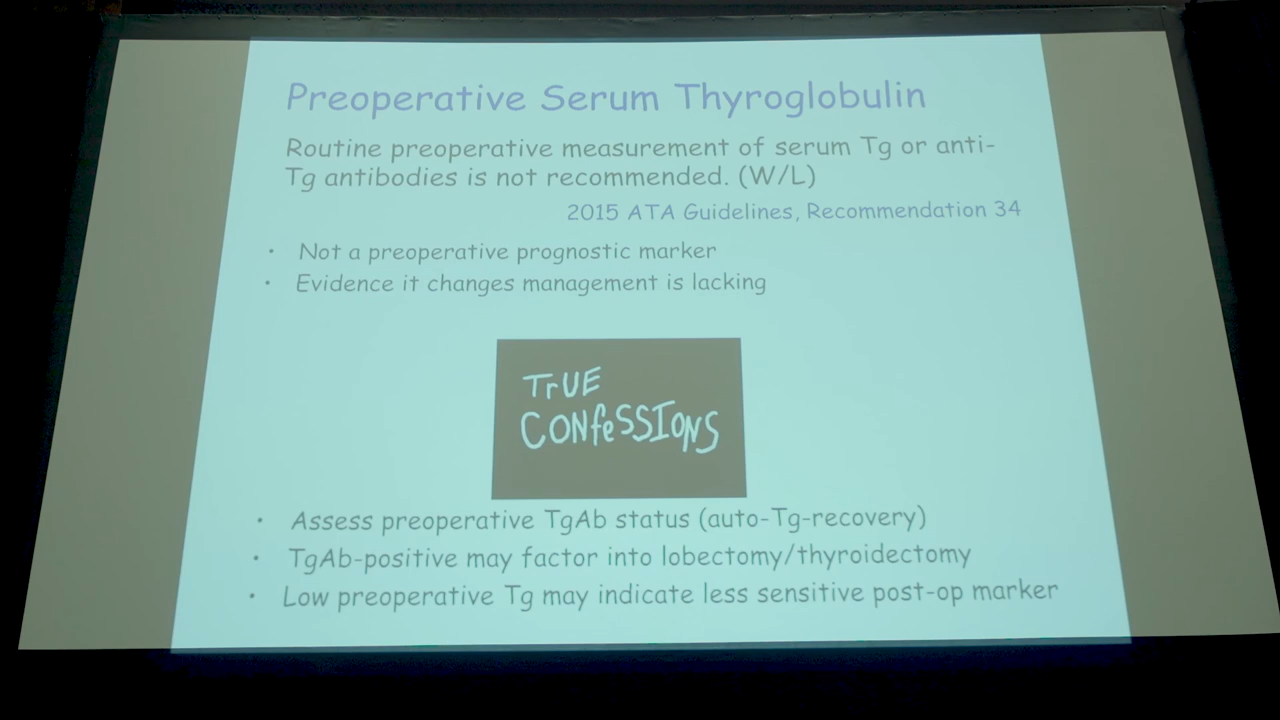 Preoperative Serum Thyroglobulin
Routine preoperative measurement of serum Tg or anti-
Tg antibodies is not recommended. (W/L)
2015 ATA Guidelines, Recommendation 34
• Not a preoperative prognostic marker
• Evidence it changes management is lacking
TrUE
CONfeSSIONS
• Assess preoperative TgAb status (auto-Tg-recovery)
• TgAb-positive may factor into lobectomy/thyroidectomy
• Low preoperative Tg may indicate less sensitive post-op marker